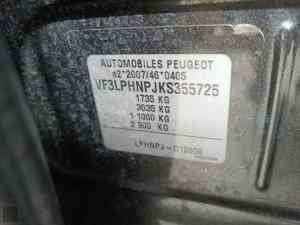 AUTOMOBILES PEUGEOT
e2*2007/46*0405
VF3LPHNPJKS355725
1735 KG
3035 KG
1 1000 KG
2 900 KG